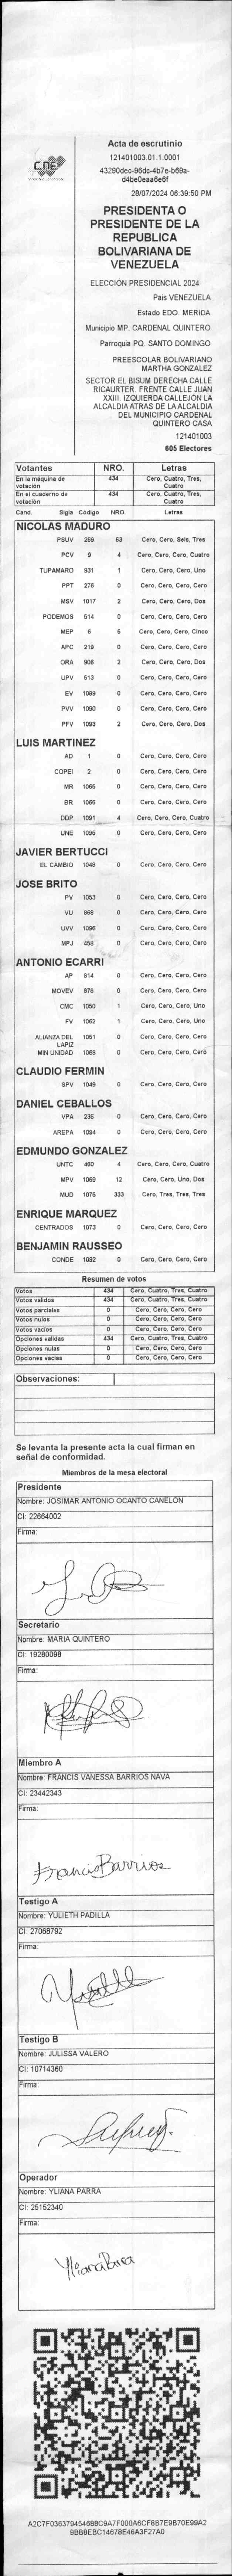 CNE
Acta de escrutinio
121401003.01.1.0001
43290dec-96dc-4b7e-b69a-
d4be0eaa6e6f
28/07/2024 06:39:50 PM
PRESIDENTA O
PRESIDENTE DE LA
REPUBLICA
BOLIVARIANA DE
VENEZUELA
ELECCIÓN PRESIDENCIAL 2024
Pais VENEZUELA
Estado EDO. MERIDA
Municipio MP. CARDENAL QUINTERO
Parroquia PQ. SANTO DOMINGO
PREESCOLAR BOLIVARIANO
MARTHA GONZALEZ
SECTOR EL BISUM DERECHA CALLE
RICAURTER. FRENTE CALLE JUAN
XXIII. IZQUIERDA CALLEJÓN LA
ALCALDIA ATRAS DE LA ALCALDIA
DEL MUNICIPIO CARDENAL
QUINTERO CASA
121401003
605 Electores
Votantes NRO. Letras
En la máquina de votación 434 Cero, Cuatro, Tres, Cuatro
En el cuaderno de votación 434 Cero, Cuatro, Tres, Cuatro
Cand. Sigla Código NRO. Letras
NICOLAS MADURO
PSUV 269 63 Cero, Cero, Seis, Tres
PCV 9 4 Cero, Cero, Cero, Cuatro
TUPAMARO 931 1 Cero, Cero, Cero, Uno
PPT 276 0 Cero, Cero, Cero, Cero
MSV 1017 2 Cero, Cero, Cero, Dos
PODEMOS 514 0 Cero, Cero, Cero, Cero
MEP 6 5 Cero, Cero, Cero, Cinco
APC 219 0 Cero, Cero, Cero, Cero
ORA 906 2 Cero, Cero, Cero, Dos
UPV 513 0 Cero, Cero, Cero, Cero
EV 1089 0 Cero, Cero, Cero, Cero
PVV 1090 0 Cero, Cero, Cero, Cero
PFV 1093 2 Cero, Cero, Cero, Dos
LUIS MARTINEZ
AD 1 0 Cero, Cero, Cero, Cero
COPEI 2 0 Cero, Cero, Cero, Cero
MR 1065 0 Cero, Cero, Cero, Cero
BR 1066 0 Cero, Cero, Cero, Cero
DDP 1091 4 Cero, Cero, Cero, Cuatro
UNE 1095 0 Cero, Cero, Cero, Cero
JAVIER BERTUCCI
EL CAMBIO 1048 0 Cero, Cero, Cero, Cero
JOSE BRITO
PV 1053 0 Cero, Cero, Cero, Cero
VU 868 0 Cero, Cero, Cero, Cero
UVV 1096 0 Cero, Cero, Cero, Cero
MPJ 458 0 Cero, Cero, Cero, Cero
ANTONIO ECARRI
AP 814 0 Cero, Cero, Cero, Cero
MOVEV 876 0 Cero, Cero, Cero, Cero
CMC 1050 1 Cero, Cero, Cero, Uno
FV 1062 1 Cero, Cero, Cero, Uno
ALIANZA DEL LAPIZ 1051 0 Cero, Cero, Cero, Cero
MIN UNIDAD 1069 0 Cero, Cero, Cero, Cero
CLAUDIO FERMIN
SPV 1049 0 Cero, Cero, Cero, Cero
DANIEL CEBALLOS
VPA 236 0 Cero, Cero, Cero, Cero
AREPA 1094 0 Cero, Cero, Cero, Cero
EDMUNDO GONZALEZ
UNTC 460 4 Cero, Cero, Cero, Cuatro
MPV 1069 12 Cero, Cero, Uno, Dos
MUD 1076 333 Cero, Tres, Tres, Tres
ENRIQUE MARQUEZ
CENTRADOS 1073 0 Cero, Cero, Cero, Cero
BENJAMIN RAUSSEO
CONDE 1092 0 Cero, Cero, Cero, Cero
Resumen de votos
Votos 434 Cero, Cuatro, Tres, Cuatro
Votos validos 434 Cero, Cuatro, Tres, Cuatro
Votos parciales 0 Cero, Cero, Cero, Cero
Votos nulos 0 Cero, Cero, Cero, Cero
Votos vacios 0 Cero, Cero, Cero, Cero
Opciones validas 434 Cero, Cuatro, Tres, Cuatro
Opciones nulas 0 Cero, Cero, Cero, Cero
Opciones vacias 0 Cero, Cero, Cero, Cero
Observaciones:
Se levanta la presente acta la cual firman en
señal de conformidad.
Miembros de la mesa electoral
Presidente
Nombre: JOSIMAR ANTONIO OCANTO CANELON
CI: 22664002
Firma:
Secretario
Nombre: MARIA QUINTERO
CI: 19280098
Firma:
Miembro A
Nombre: FRANCIS VANESSA BARRIOS NAVA
CI: 23442343
Firma:
Francis Barrios
Testigo A
Nombre: YULIETH PADILLA
CI: 27068792
Firma:
Testigo B
Nombre: JULISSA VALERO
CI: 10714360
Firma:
Operador
Nombre: YLIANA PARRA
CI: 25152340
Firma:
Yliana Parra
A2C7F0363794546B8C9A7F000A6CF8B7E9B70E99A2
9BB8EBC14678E46A3F27A0